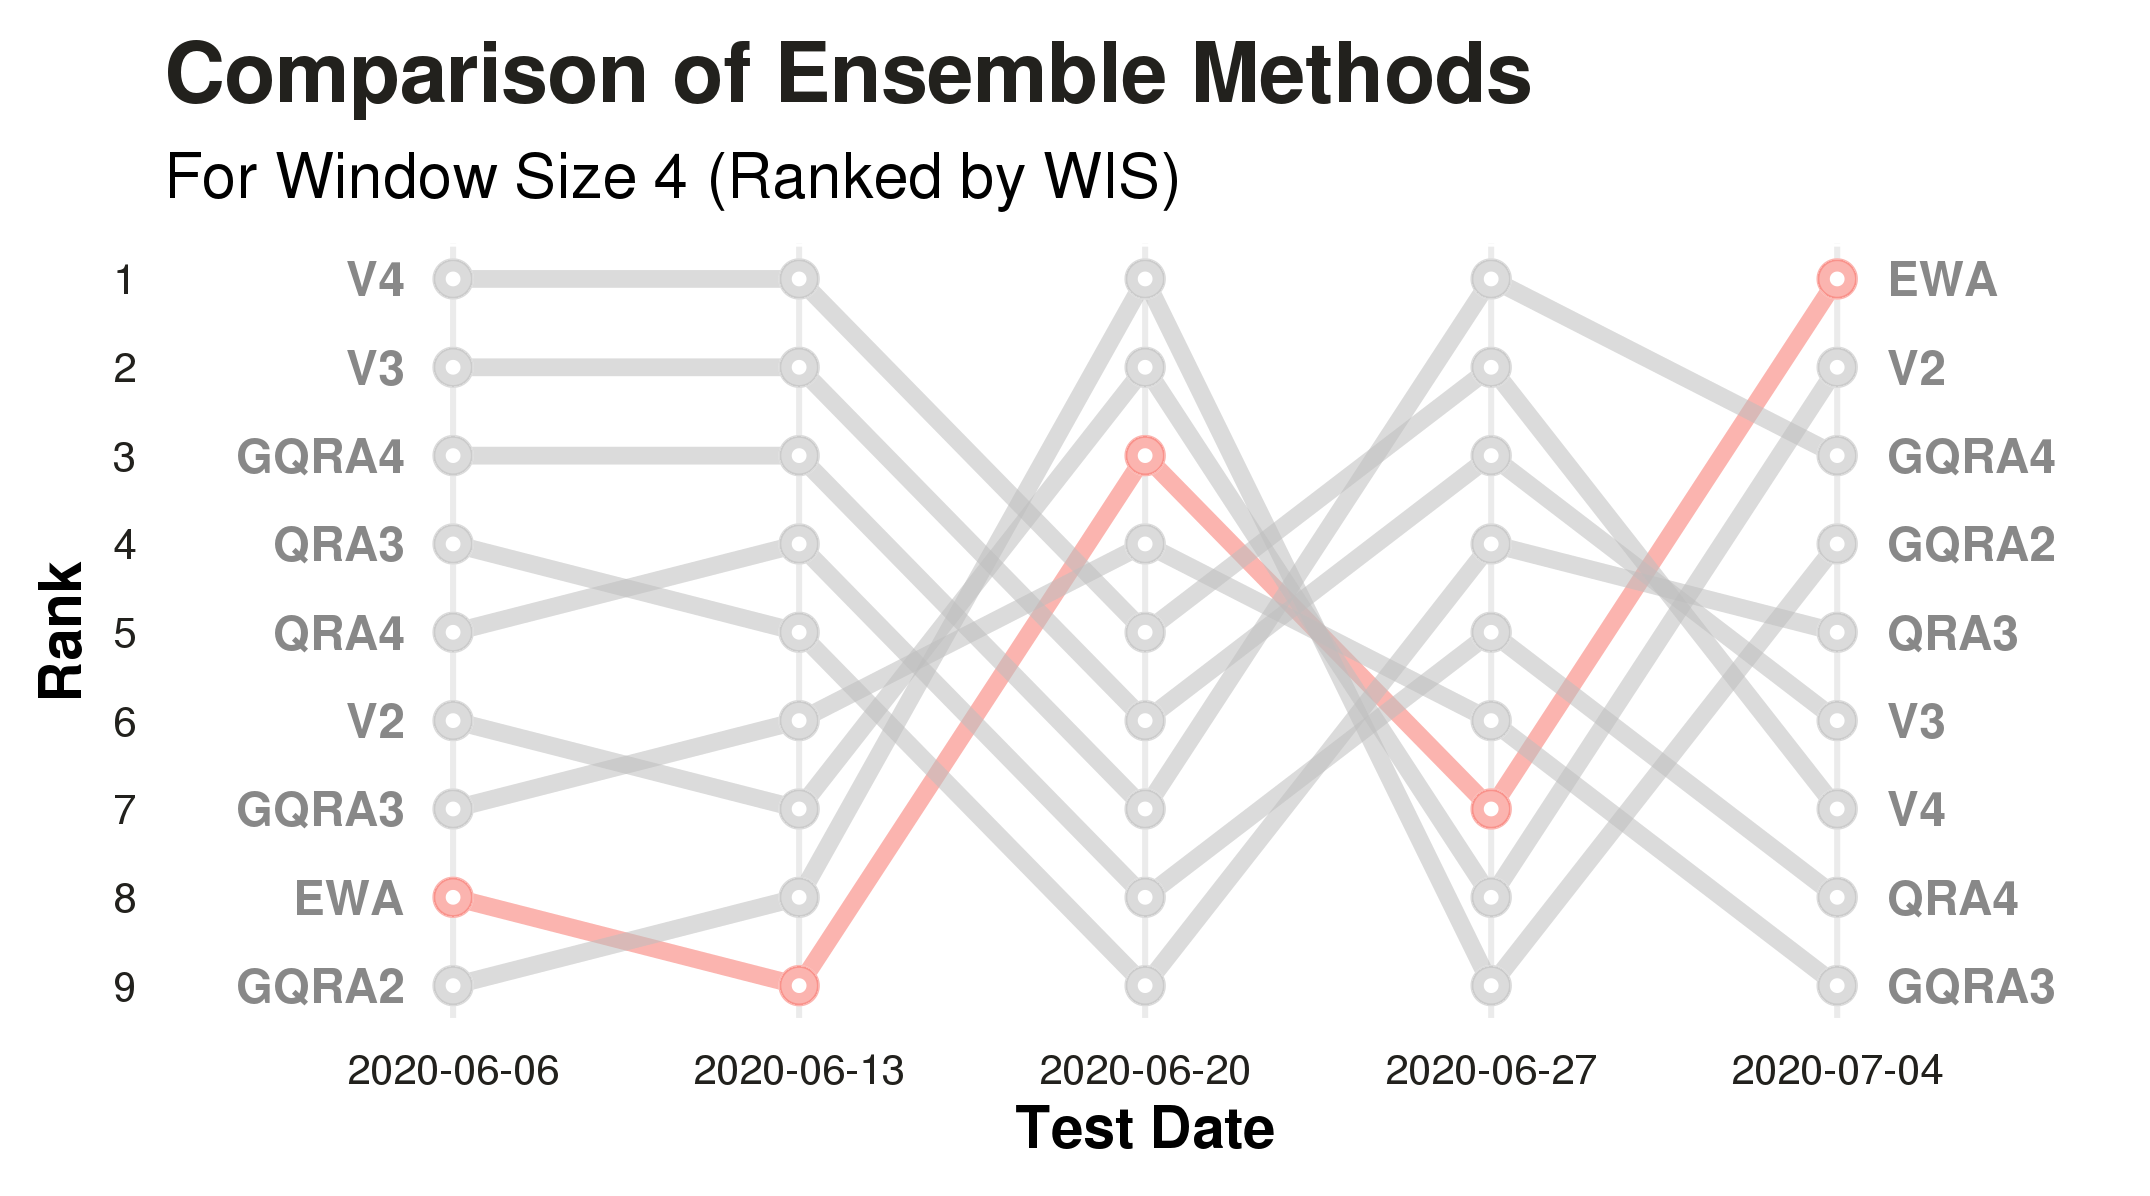 Comparison of Ensemble Methods
For Window Size 4 (Ranked by WIS)
Rank
1 V4 EWA
2 V3 V2
3 GQRA4 GQRA4
4 QRA3 GQRA2
5 QRA4 QRA3
6 V2 V3
7 GQRA3 V4
8 EWA QRA4
9 GQRA2 GQRA3
2020-06-06 2020-06-13 2020-06-20 2020-06-27 2020-07-04
Test Date